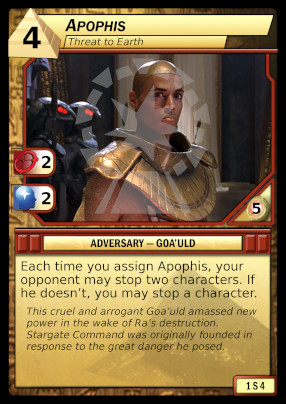 4
APOPHIS
Threat to Earth
2
2
5
ADVERSARY – GOA'ULD
Each time you assign Apophis, your
opponent may stop two characters. If
he doesn't, you may stop a character.
This cruel and arrogant Goa'uld amassed new
power in the wake of Ra's destruction.
Stargate Command was originally founded in
response to the great danger he posed.
1 S 4